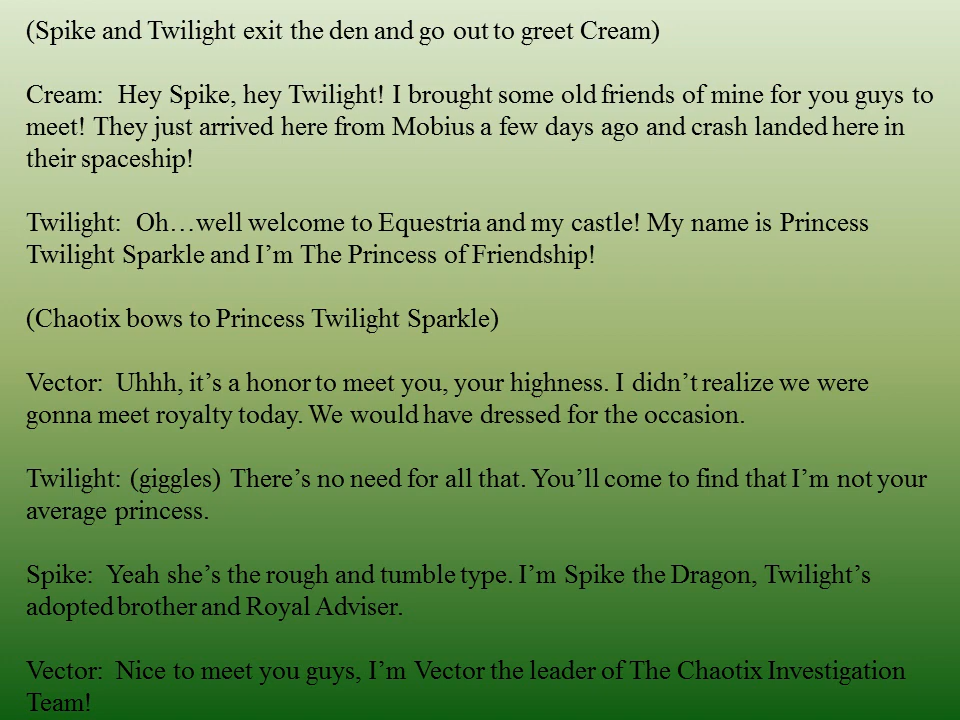 (Spike and Twilight exit the den and go out to greet Cream)
Cream:  Hey Spike, hey Twilight! I brought some old friends of mine for you guys to
meet! They just arrived here from Mobius a few days ago and crash landed here in
their spaceship!
Twilight:  Oh…well welcome to Equestria and my castle! My name is Princess
Twilight Sparkle and I’m The Princess of Friendship!
(Chaotix bows to Princess Twilight Sparkle)
Vector:  Uhhh, it’s a honor to meet you, your highness. I didn’t realize we were
gonna meet royalty today. We would have dressed for the occasion.
Twilight: (giggles) There’s no need for all that. You’ll come to find that I’m not your
average princess.
Spike:  Yeah she’s the rough and tumble type. I’m Spike the Dragon, Twilight’s
adopted brother and Royal Adviser.
Vector:  Nice to meet you guys, I’m Vector the leader of The Chaotix Investigation
Team!